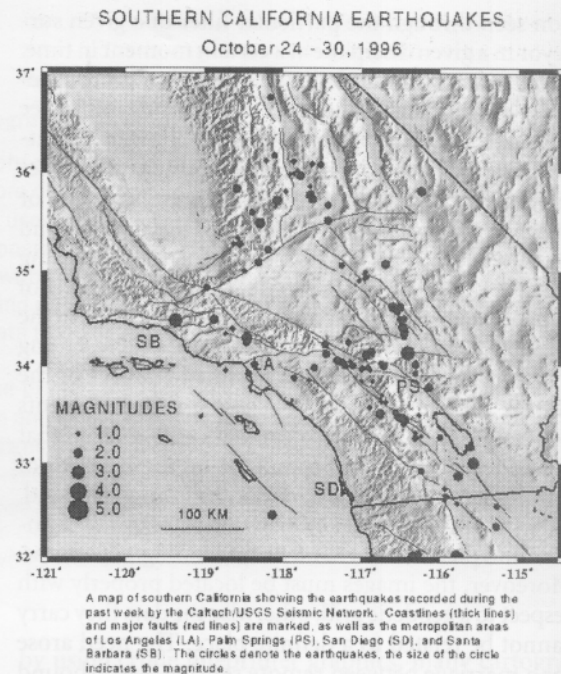 SOUTHERN CALIFORNIA EARTHQUAKES
October 24 - 30, 1996
37°
36°
35°
34°
33°
32°
SB
LA
PS
SD
MAGNITUDES
1.0
2.0
3.0
4.0
5.0
100 KM
-121° -120° -119° -118° -117° -116° -115°
A map of southern California showing the earthquakes recorded during the
past week by the Caltech/USGS Seismic Network. Coastlines (thick lines)
and major faults (red lines) are marked, as well as the metropolitan areas
of Los Angeles (LA), Palm Springs (PS), San Diego (SD), and Santa
Barbara (SB). The circles denote the earthquakes, the size of the circle
indicates the magnitude.